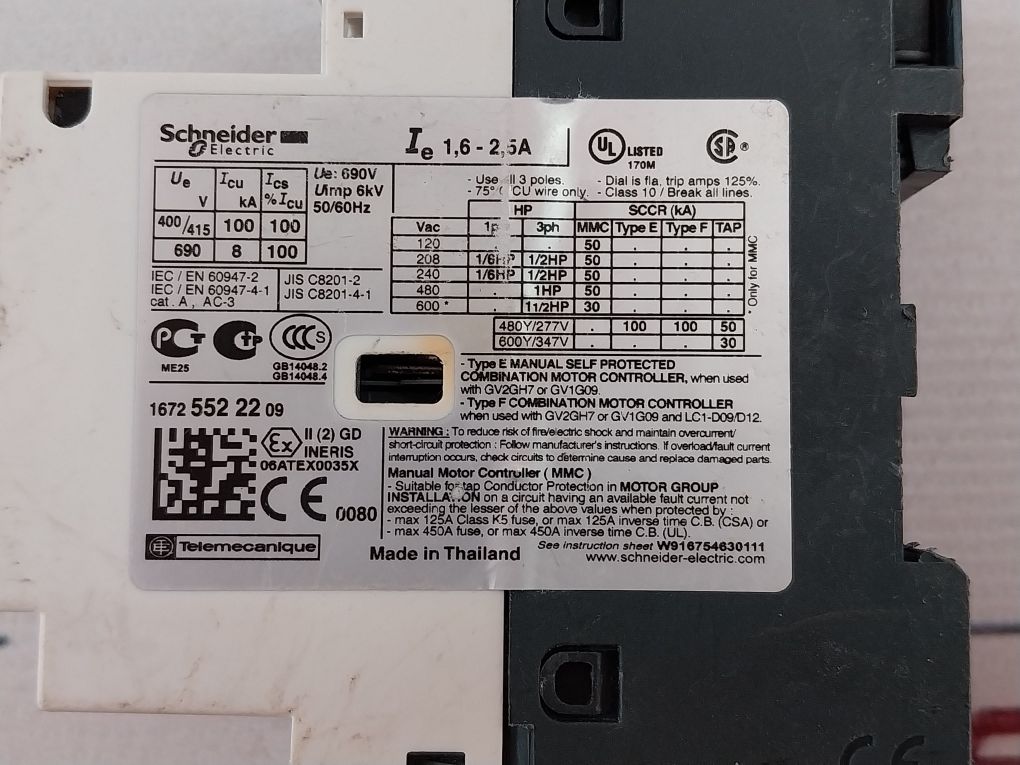 Schneider Electric
Ie 1,6 - 2,5A
UL LISTED 170M
SP ®
Ue V Icu kA Ics % Icu
400/415 100 100
690 8 100
Ue: 690V
Uimp 6kV
50/60Hz
- Use all 3 poles. - Dial is fla, trip amps 125%.
- 75° C CU wire only. - Class 10 / Break all lines.
HP SCCR (kA)
Vac 1ph 3ph MMC Type E Type F TAP
120 . . 50 . . .
208 1/6HP 1/2HP 50 . . .
240 1/6HP 1/2HP 50 . . .
480 . 1HP 50 . . .
600 * . 11/2HP 30 . . .
480Y/277V . 100 100 50
600Y/347V . . . 30
* Only for MMC
IEC / EN 60947-2
IEC / EN 60947-4-1
cat. A , AC-3
JIS C8201-2
JIS C8201-4-1
ME25
CCC S
GB14048.2
GB14048.4
- Type E MANUAL SELF PROTECTED
COMBINATION MOTOR CONTROLLER, when used
with GV2GH7 or GV1G09.
- Type F COMBINATION MOTOR CONTROLLER
when used with GV2GH7 or GV1G09 and LC1-D09/D12.
1672 552 22 09
Ex II (2) GD
INERIS
06ATEX0035X
CE 0080
WARNING : To reduce risk of fire/electric shock and maintain overcurrent/
short-circuit protection : Follow manufacturer's instructions. If overload/fault current
interruption occurs, check circuits to determine cause and replace damaged parts.
Manual Motor Controller ( MMC )
- Suitable for tap Conductor Protection in MOTOR GROUP
INSTALLATION on a circuit having an available fault current not
exceeding the lesser of the above values when protected by :
- max 125A Class K5 fuse, or max 125A inverse time C.B. (CSA) or
- max 450A fuse, or max 450A inverse time C.B. (UL).
Telemecanique
Made in Thailand
See instruction sheet W916754630111
www.schneider-electric.com
CE